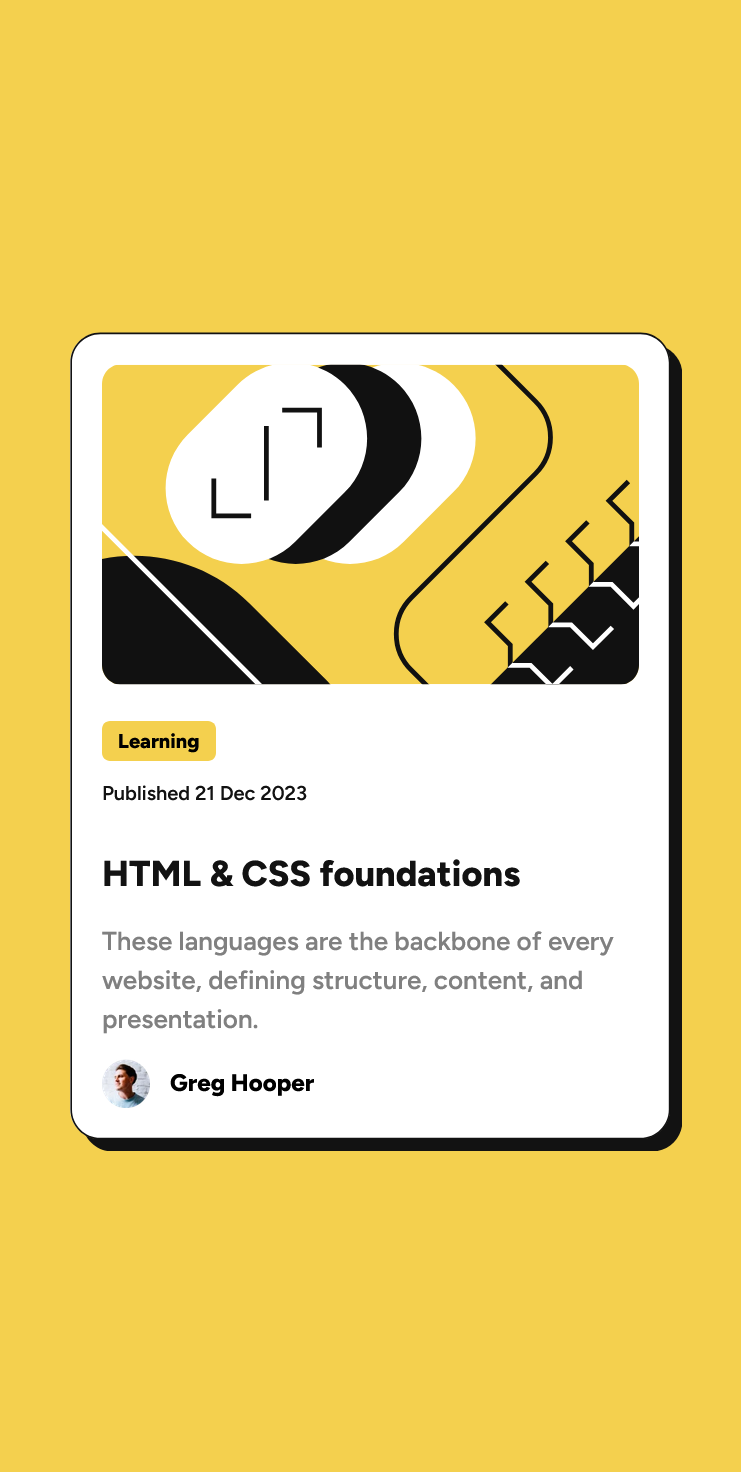 Learning
Published 21 Dec 2023
HTML & CSS foundations
These languages are the backbone of every
website, defining structure, content, and
presentation.
Greg Hooper